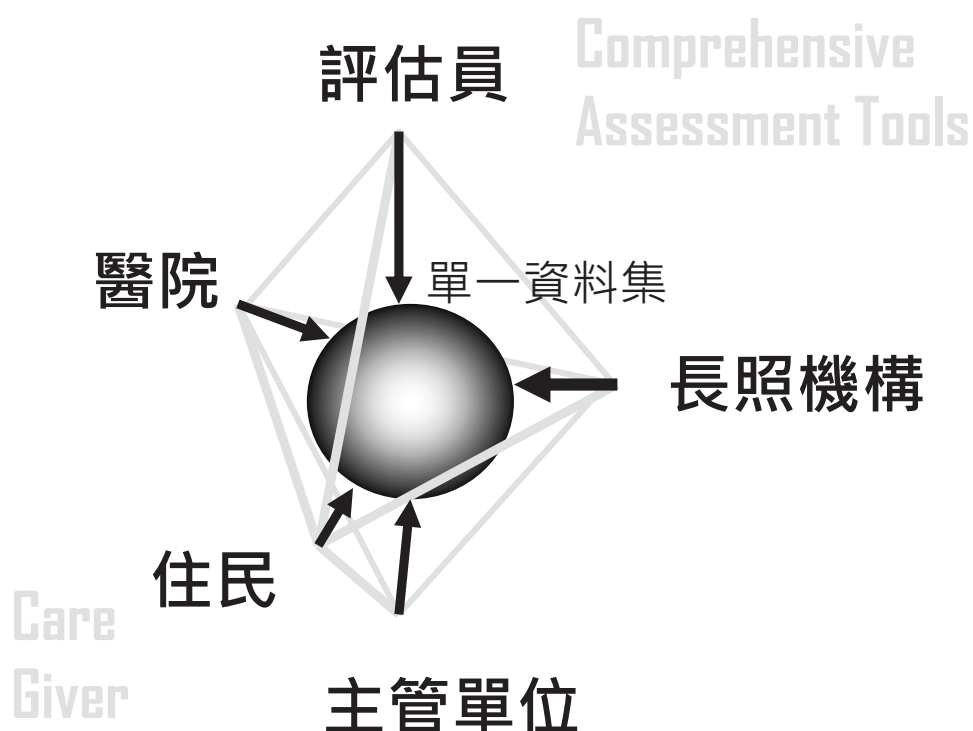 Comprehensive
Assessment Tools
評估員
醫院
單一資料集
長照機構
住民
Care
Giver
主管單位